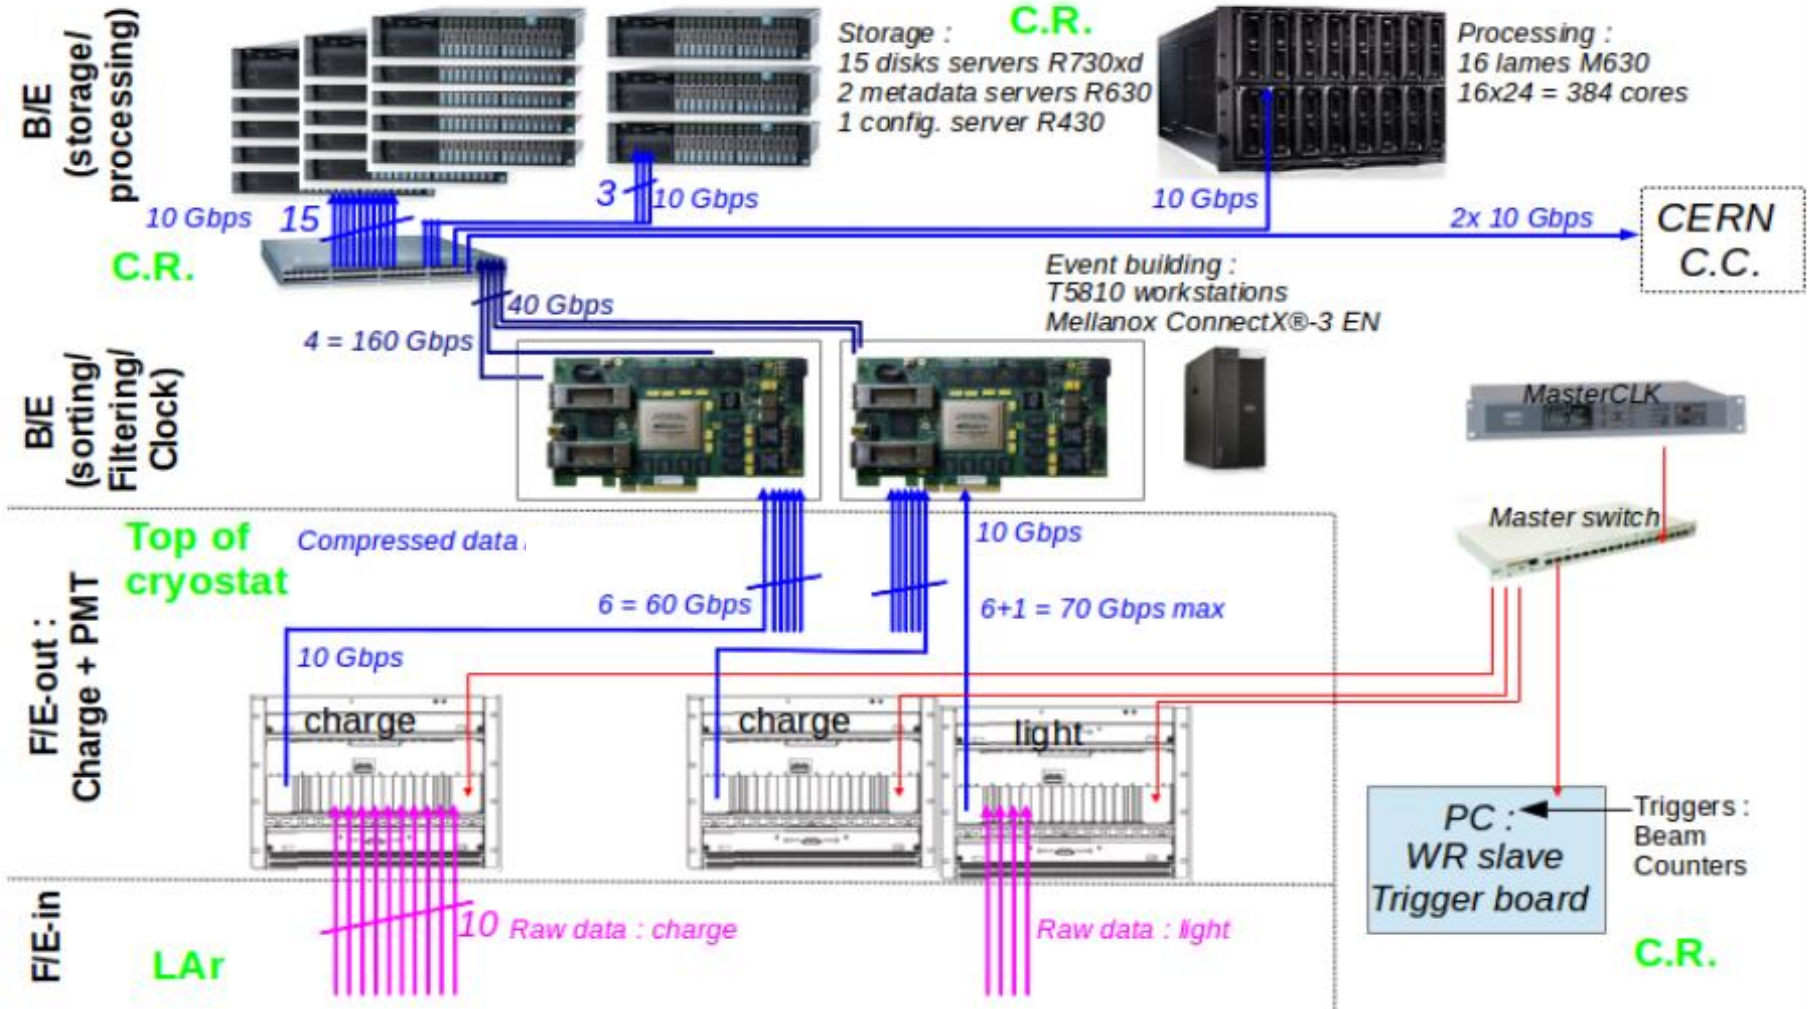 B/E
(storage/
processing)
C.R.
Storage :
15 disks servers R730xd
2 metadata servers R630
1 config. server R430
Processing :
16 lames M630
16x24 = 384 cores
10 Gbps
15
3
10 Gbps
10 Gbps
2x 10 Gbps
CERN
C.C.
C.R.
40 Gbps
4 = 160 Gbps
Event building :
T5810 workstations
Mellanox ConnectX®-3 EN
B/E
(sorting/
Filtering/
Clock)
MasterCLK
Master switch
Top of
cryostat
Compressed data
10 Gbps
6 = 60 Gbps
6+1 = 70 Gbps max
10 Gbps
F/E-out :
Charge + PMT
charge
charge
light
PC :
WR slave
Trigger board
Triggers :
Beam
Counters
F/E-in
LAr
10 Raw data : charge
Raw data : light
C.R.